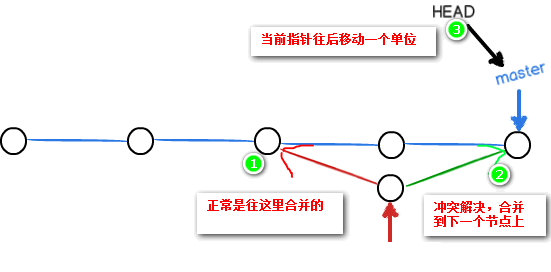 HEAD
当前指针往后移动一个单位
3
master
1
2
正常是往这里合并的
冲突解决，合并
到下一个节点上